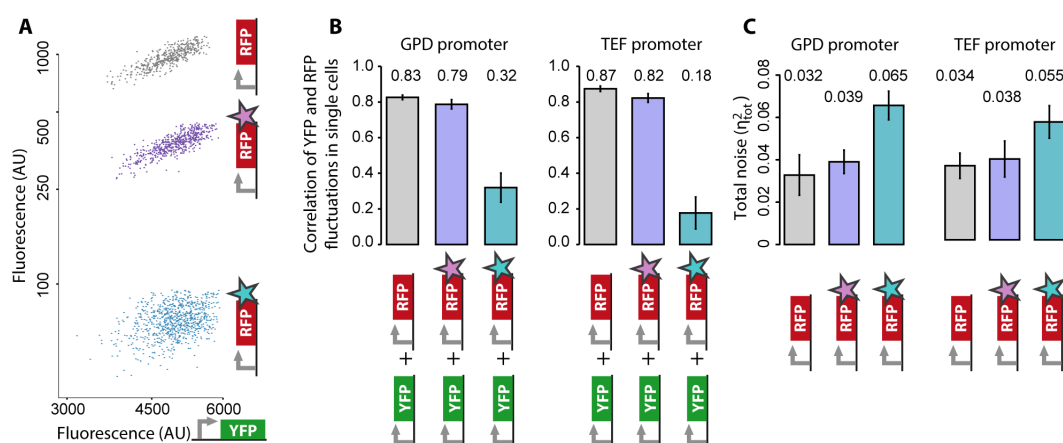 A
Fluorescence (AU)
1000
500
250
100
3000
4500
6000
Fluorescence (AU)
YFP
RFP
RFP
RFP
B
Correlation of YFP and RFP
fluctuations in single cells
GPD promoter
0.83
0.79
0.32
1.0
0.8
0.6
0.4
0.2
0.0
RFP
RFP
RFP
+
+
+
YFP
YFP
YFP
TEF promoter
0.87
0.82
0.18
1.0
0.8
0.6
0.4
0.2
0.0
RFP
RFP
RFP
+
+
+
YFP
YFP
YFP
C
Total noise (η²tot)
GPD promoter
0.032
0.039
0.065
0.08
0.06
0.04
0.02
0
RFP
RFP
RFP
TEF promoter
0.034
0.038
0.055
RFP
RFP
RFP